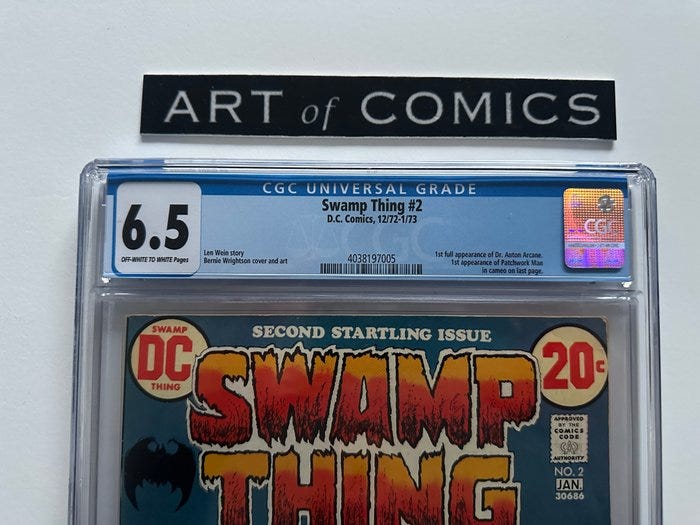 ART of COMICS
CGC UNIVERSAL GRADE
Swamp Thing #2
D.C. Comics, 12/72-1/73
6.5
OFF-WHITE TO WHITE Pages
Len Wein story
Bernie Wrightson cover and art
4038197005
1st full appearance of Dr. Anton Arcane.
1st appearance of Patchwork Man
in cameo on last page.
CGC
SWAMP
DC
THING
SECOND STARTLING ISSUE
20c
SWAMP
THING
APPROVED
BY THE
COMICS
CODE
AUTHORITY
NO. 2
JAN.
30686